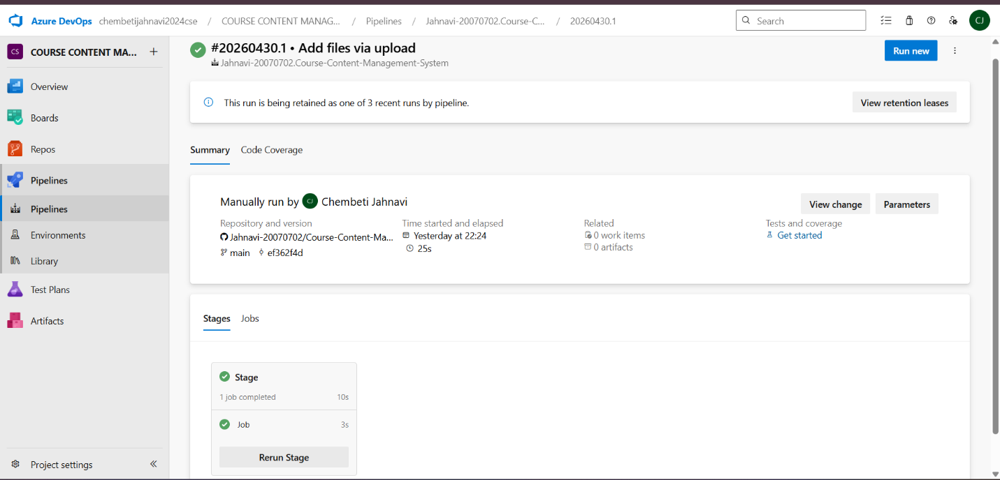 Azure DevOps chembetijahnavi2024cse / COURSE CONTENT MANAG... / Pipelines / Jahnavi-20070702.Course-C... / 20260430.1 Search CJ
CS COURSE CONTENT MA... +
Overview
Boards
Repos
Pipelines
Pipelines
Environments
Library
Test Plans
Artifacts
Project settings
#20260430.1 • Add files via upload
Jahnavi-20070702.Course-Content-Management-System
Run new
This run is being retained as one of 3 recent runs by pipeline.
View retention leases
Summary Code Coverage
Manually run by CJ Chembeti Jahnavi
View change Parameters
Repository and version
Jahnavi-20070702/Course-Content-Ma...
main ef362f4d
Time started and elapsed
Yesterday at 22:24
25s
Related
0 work items
0 artifacts
Tests and coverage
Get started
Stages Jobs
Stage
1 job completed 10s
Job 3s
Rerun Stage